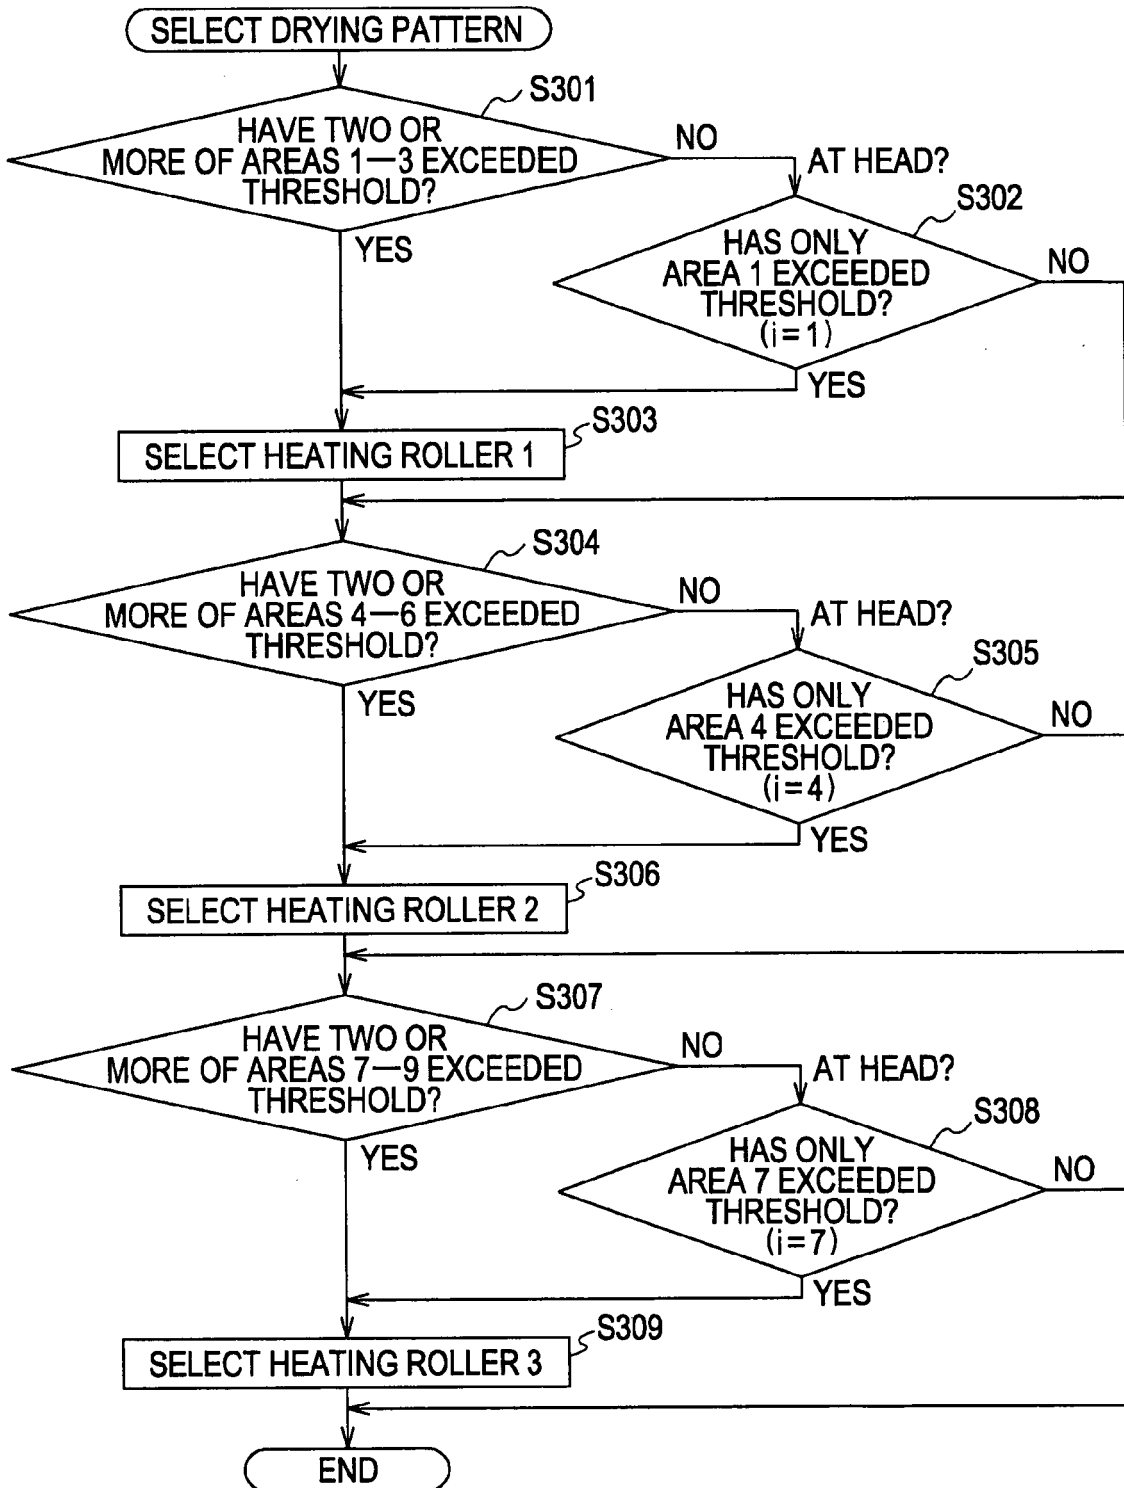 SELECT DRYING PATTERN
S301
HAVE TWO OR
MORE OF AREAS 1—3 EXCEEDED
THRESHOLD?
NO
AT HEAD?
YES
S302
HAS ONLY
AREA 1 EXCEEDED
THRESHOLD?
(i=1)
NO
YES
S303
SELECT HEATING ROLLER 1
S304
HAVE TWO OR
MORE OF AREAS 4—6 EXCEEDED
THRESHOLD?
NO
AT HEAD?
YES
S305
HAS ONLY
AREA 4 EXCEEDED
THRESHOLD?
(i=4)
NO
YES
S306
SELECT HEATING ROLLER 2
S307
HAVE TWO OR
MORE OF AREAS 7—9 EXCEEDED
THRESHOLD?
NO
AT HEAD?
YES
S308
HAS ONLY
AREA 7 EXCEEDED
THRESHOLD?
(i=7)
NO
YES
S309
SELECT HEATING ROLLER 3
END